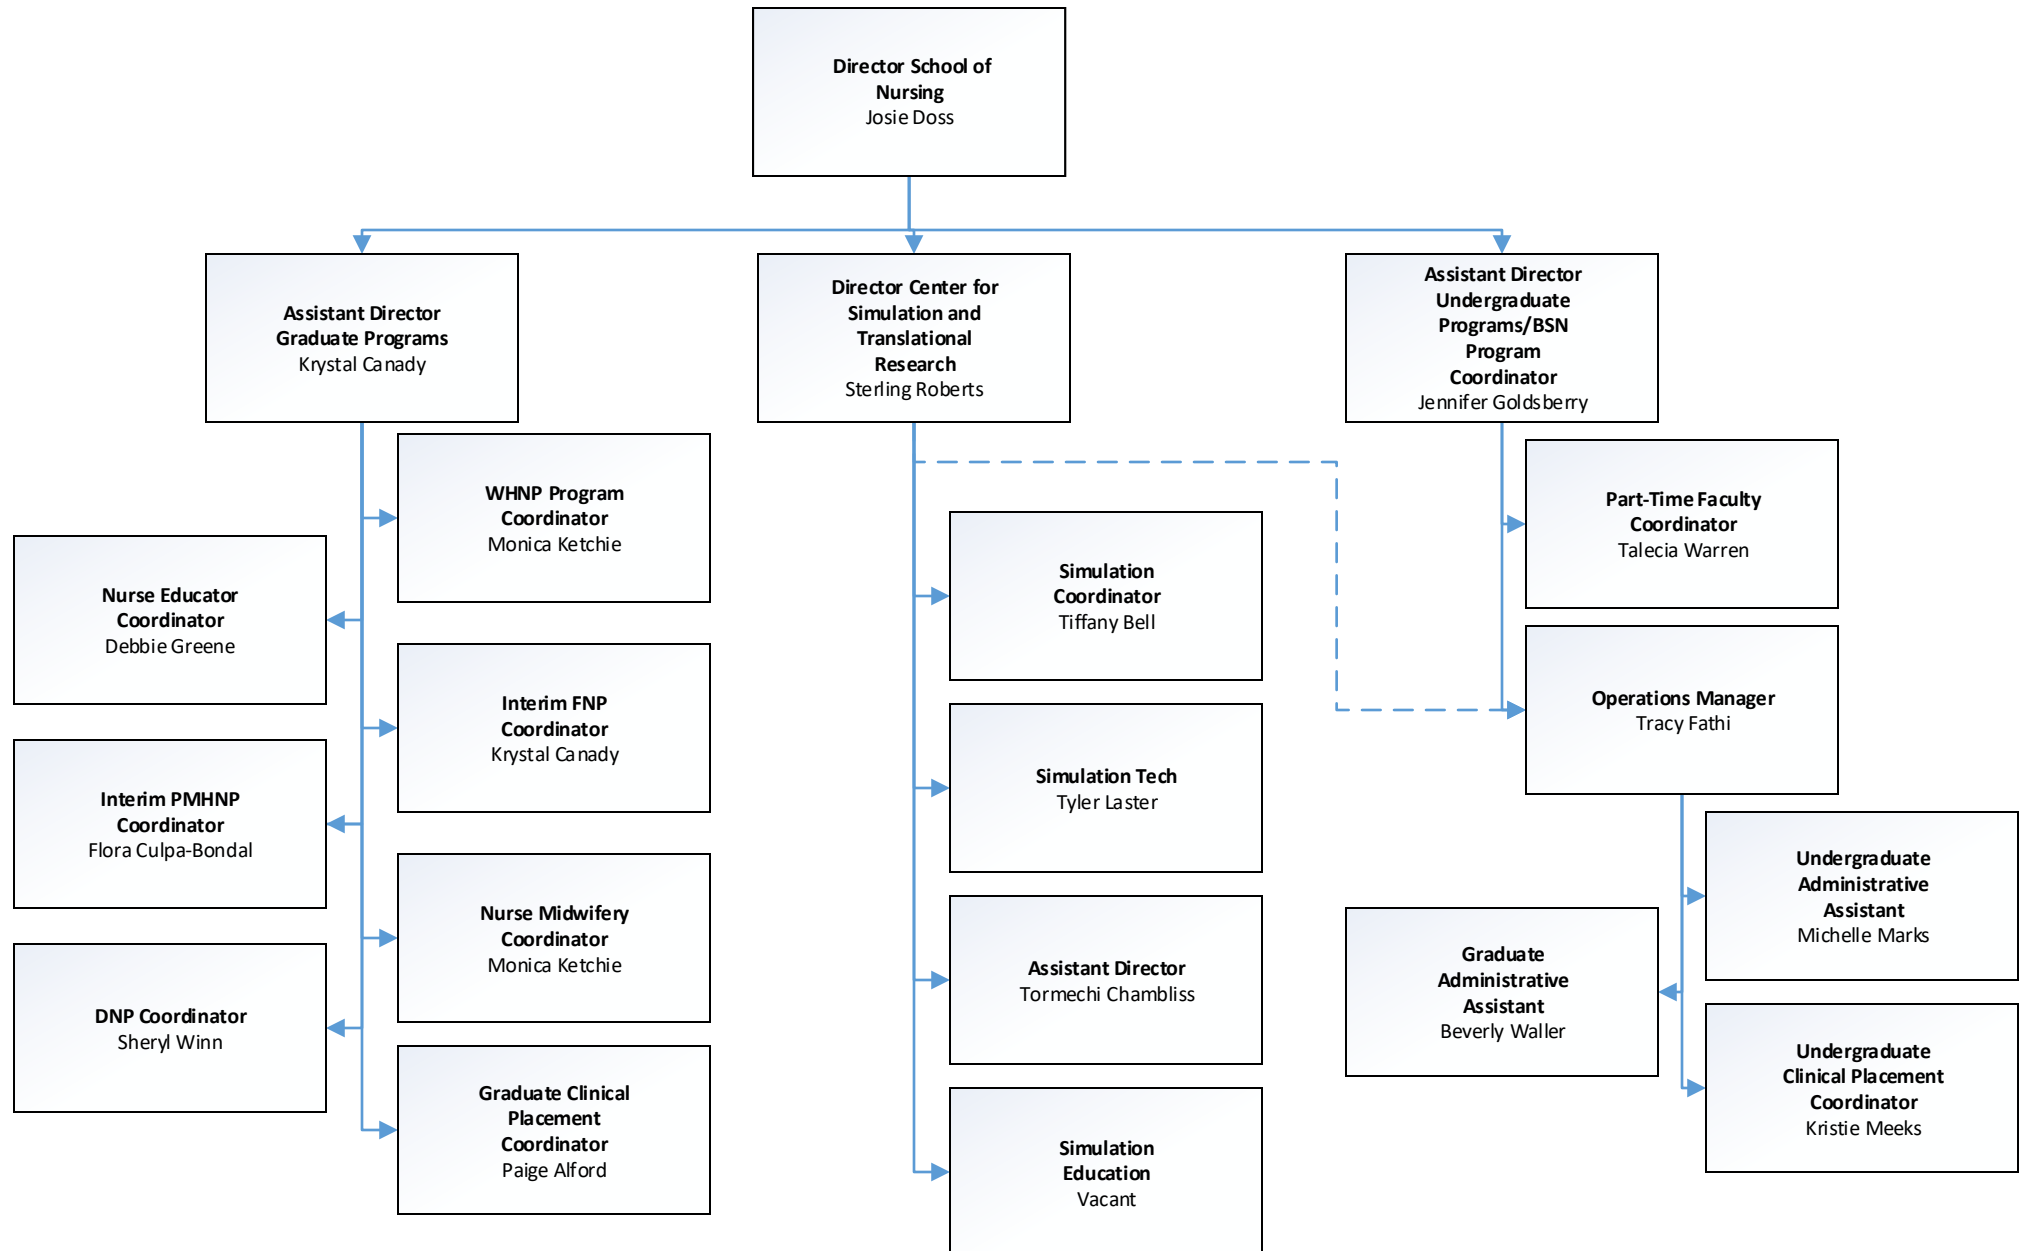 Director School of
Nursing
Josie Doss
Assistant Director
Graduate Programs
Krystal Canady
Director Center for
Simulation and
Translational
Research
Sterling Roberts
Assistant Director
Undergraduate
Programs/BSN
Program
Coordinator
Jennifer Goldsberry
WHNP Program
Coordinator
Monica Ketchie
Nurse Educator
Coordinator
Debbie Greene
Interim FNP
Coordinator
Krystal Canady
Interim PMHNP
Coordinator
Flora Culpa-Bondal
Nurse Midwifery
Coordinator
Monica Ketchie
DNP Coordinator
Sheryl Winn
Graduate Clinical
Placement
Coordinator
Paige Alford
Simulation
Coordinator
Tiffany Bell
Simulation Tech
Tyler Laster
Assistant Director
Tormechi Chambliss
Simulation
Education
Vacant
Part-Time Faculty
Coordinator
Talecia Warren
Operations Manager
Tracy Fathi
Undergraduate
Administrative
Assistant
Michelle Marks
Graduate
Administrative
Assistant
Beverly Waller
Undergraduate
Clinical Placement
Coordinator
Kristie Meeks